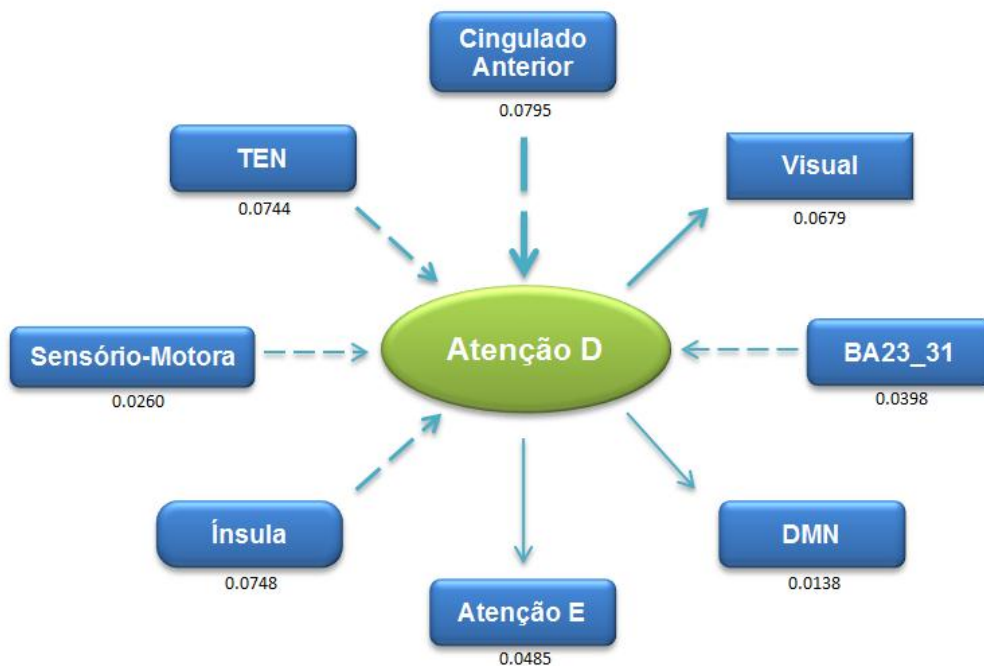 Cingulado
Anterior
0.0795
TEN
0.0744
Visual
0.0679
Sensório-Motora
0.0260
Atenção D
BA23_31
0.0398
Ínsula
0.0748
DMN
0.0138
Atenção E
0.0485